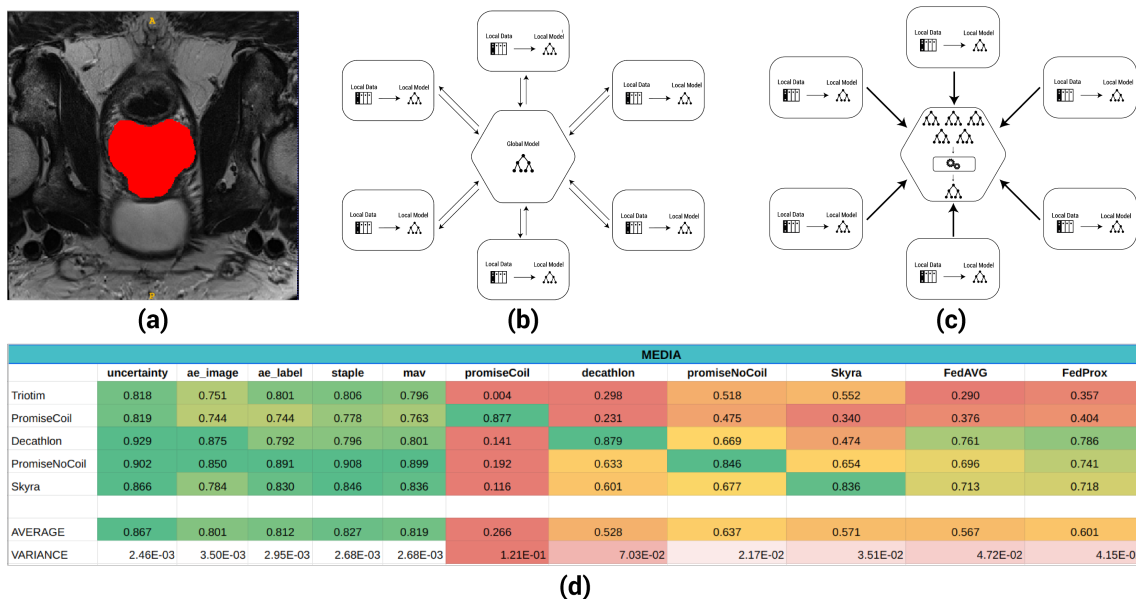 A
P
(a)
Local Data Local Model
Local Data Local Model
Local Data Local Model
Global Model
Local Data Local Model
Local Data Local Model
Local Data Local Model
(b)
Local Data Local Model
Local Data Local Model
Local Data Local Model
Local Data Local Model
Local Data Local Model
Local Data Local Model
(c)
MEDIA
uncertainty ae_image ae_label staple mav promiseCoil decathlon promiseNoCoil Skyra FedAVG FedProx
Triotim 0.818 0.751 0.801 0.806 0.796 0.004 0.298 0.518 0.552 0.290 0.357
PromiseCoil 0.819 0.744 0.744 0.778 0.763 0.877 0.231 0.475 0.340 0.376 0.404
Decathlon 0.929 0.875 0.792 0.796 0.801 0.141 0.879 0.669 0.474 0.761 0.786
PromiseNoCoil 0.902 0.850 0.891 0.908 0.899 0.192 0.633 0.846 0.654 0.696 0.741
Skyra 0.866 0.784 0.830 0.846 0.836 0.116 0.601 0.677 0.836 0.713 0.718
AVERAGE 0.867 0.801 0.812 0.827 0.819 0.266 0.528 0.637 0.571 0.567 0.601
VARIANCE 2.46E-03 3.50E-03 2.95E-03 2.68E-03 2.68E-03 1.21E-01 7.03E-02 2.17E-02 3.51E-02 4.72E-02 4.15E-0
(d)